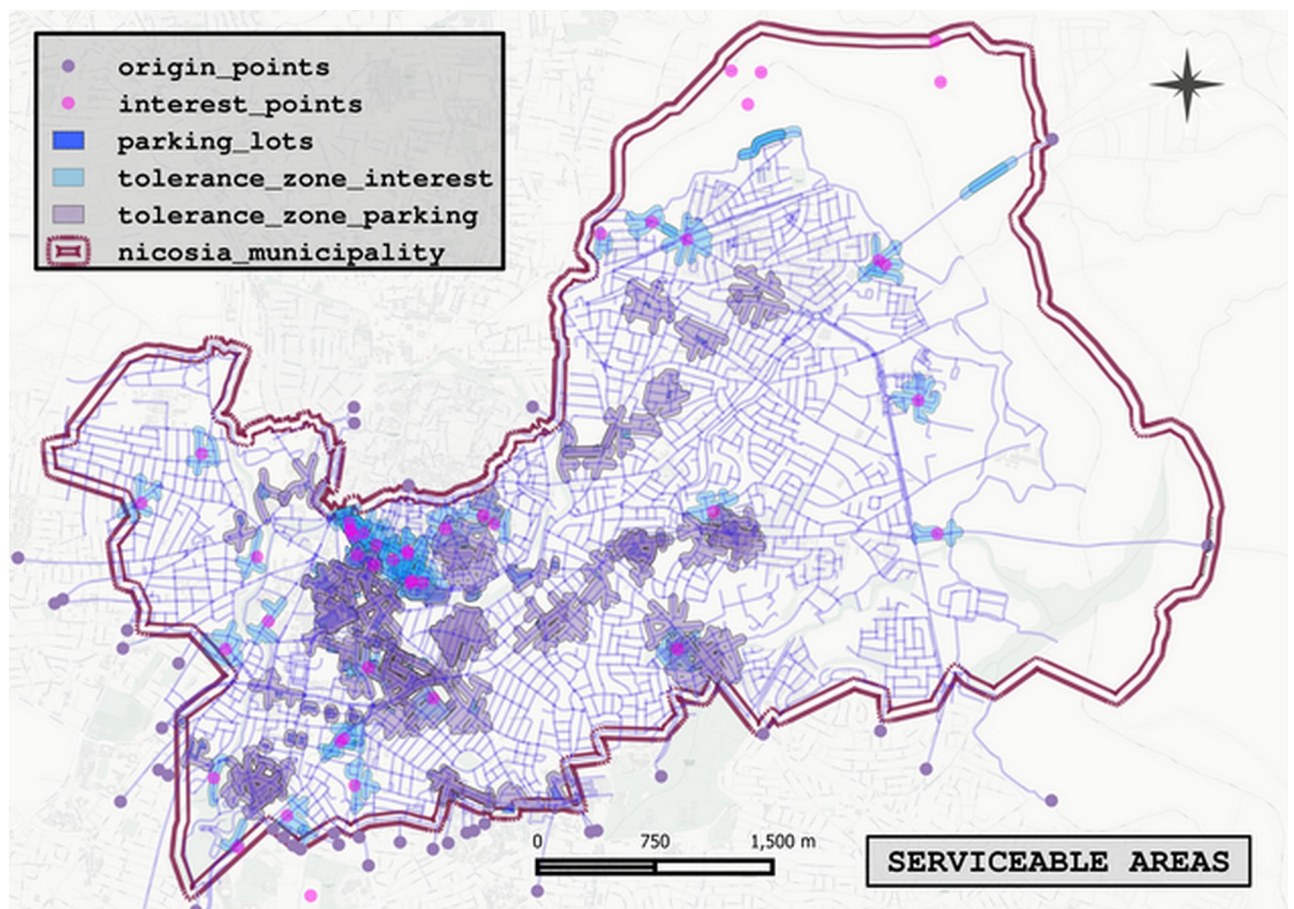 origin_points
interest_points
parking_lots
tolerance_zone_interest
tolerance_zone_parking
nicosia_municipality
0 750 1,500 m
SERVICEABLE AREAS